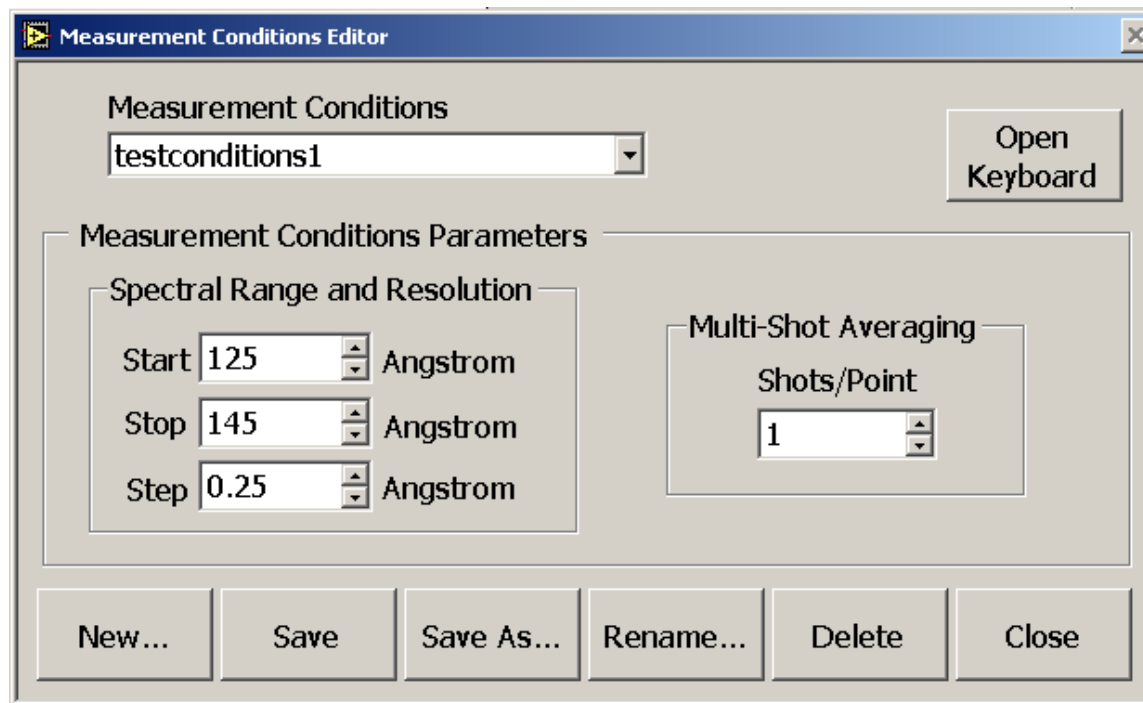 Measurement Conditions Editor
Measurement Conditions
testconditions1
Open
Keyboard
Measurement Conditions Parameters
Spectral Range and Resolution
Start 125 Angstrom
Stop 145 Angstrom
Step 0.25 Angstrom
Multi-Shot Averaging
Shots/Point
1
New... Save Save As... Rename... Delete Close